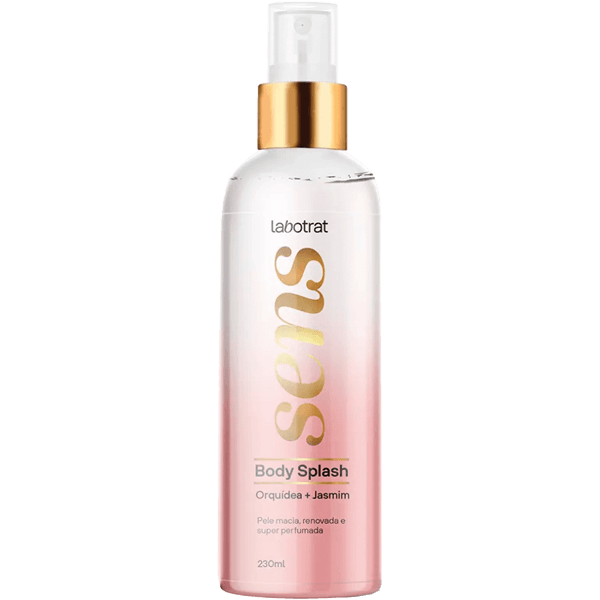 labotrat
sens
Body Splash
Orquídea + Jasmim
Pele macia, renovada e
super perfumada
230ml